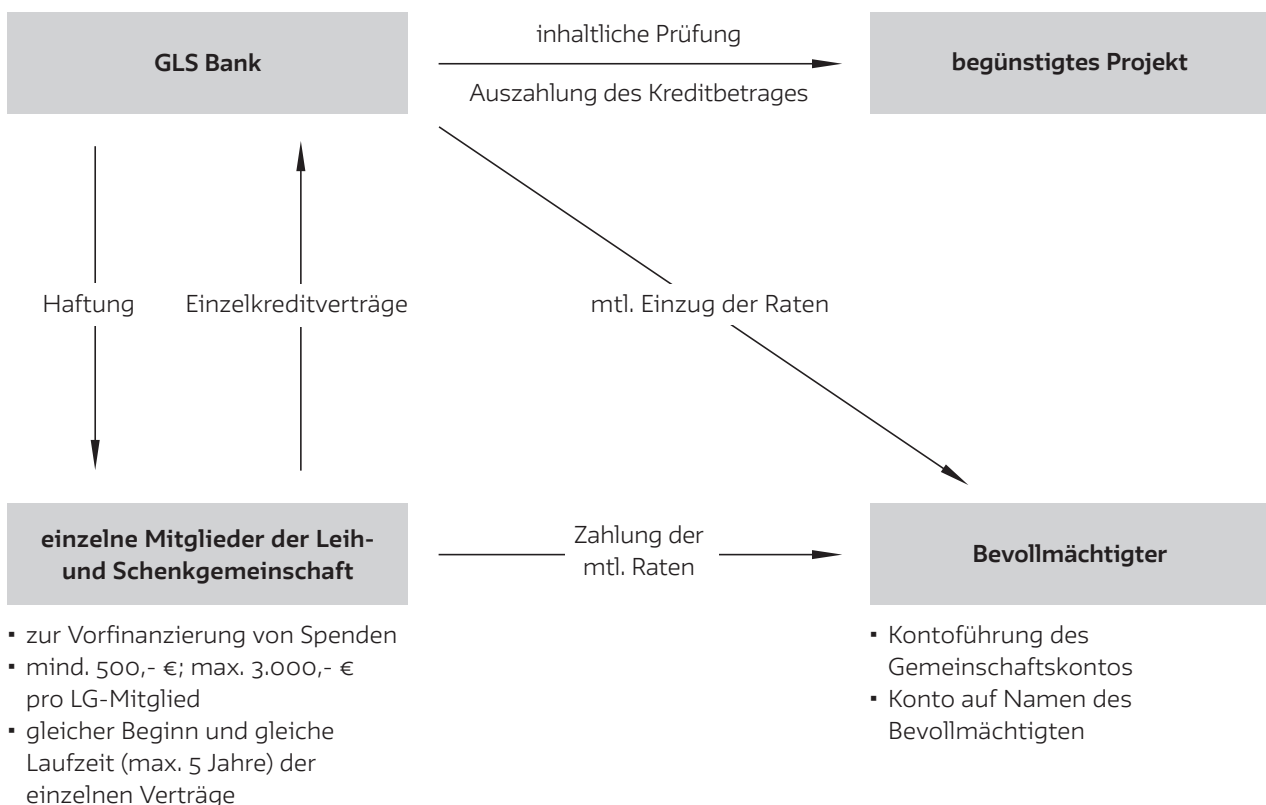 GLS Bank
inhaltliche Prüfung
Auszahlung des Kreditbetrages
begünstigtes Projekt
Haftung
Einzelkreditverträge
mtl. Einzug der Raten
einzelne Mitglieder der Leih-
und Schenkgemeinschaft
Zahlung der
mtl. Raten
Bevollmächtigter
▪ zur Vorfinanzierung von Spenden
▪ mind. 500,- €; max. 3.000,- €
pro LG-Mitglied
▪ gleicher Beginn und gleiche
Laufzeit (max. 5 Jahre) der
einzelnen Verträge
▪ Kontoführung des
Gemeinschaftskontos
▪ Konto auf Namen des
Bevollmächtigten